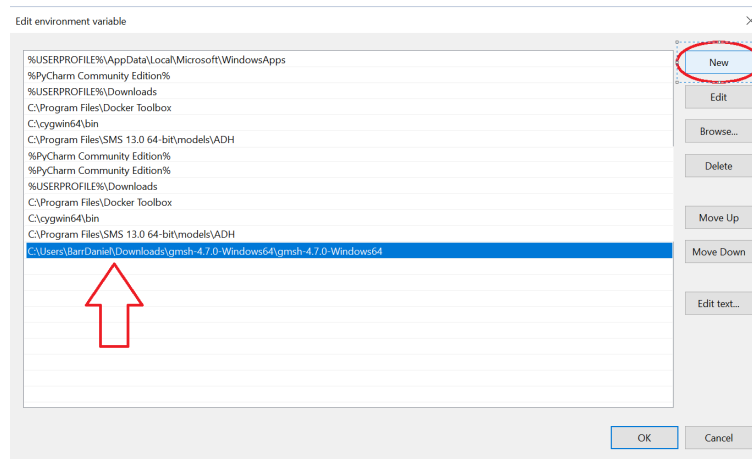 Edit environment variable
%USERPROFILE%\AppData\Local\Microsoft\WindowsApps
%PyCharm Community Edition%
%USERPROFILE%\Downloads
C:\Program Files\Docker Toolbox
C:\cygwin64\bin
C:\Program Files\SMS 13.0 64-bit\models\ADH
%PyCharm Community Edition%
%PyCharm Community Edition%
%USERPROFILE%\Downloads
C:\Program Files\Docker Toolbox
C:\cygwin64\bin
C:\Program Files\SMS 13.0 64-bit\models\ADH
C:\Users\BarrDaniel\Downloads\gmsh-4.7.0-Windows64\gmsh-4.7.0-Windows64
New
Edit
Browse...
Delete
Move Up
Move Down
Edit text...
OK
Cancel